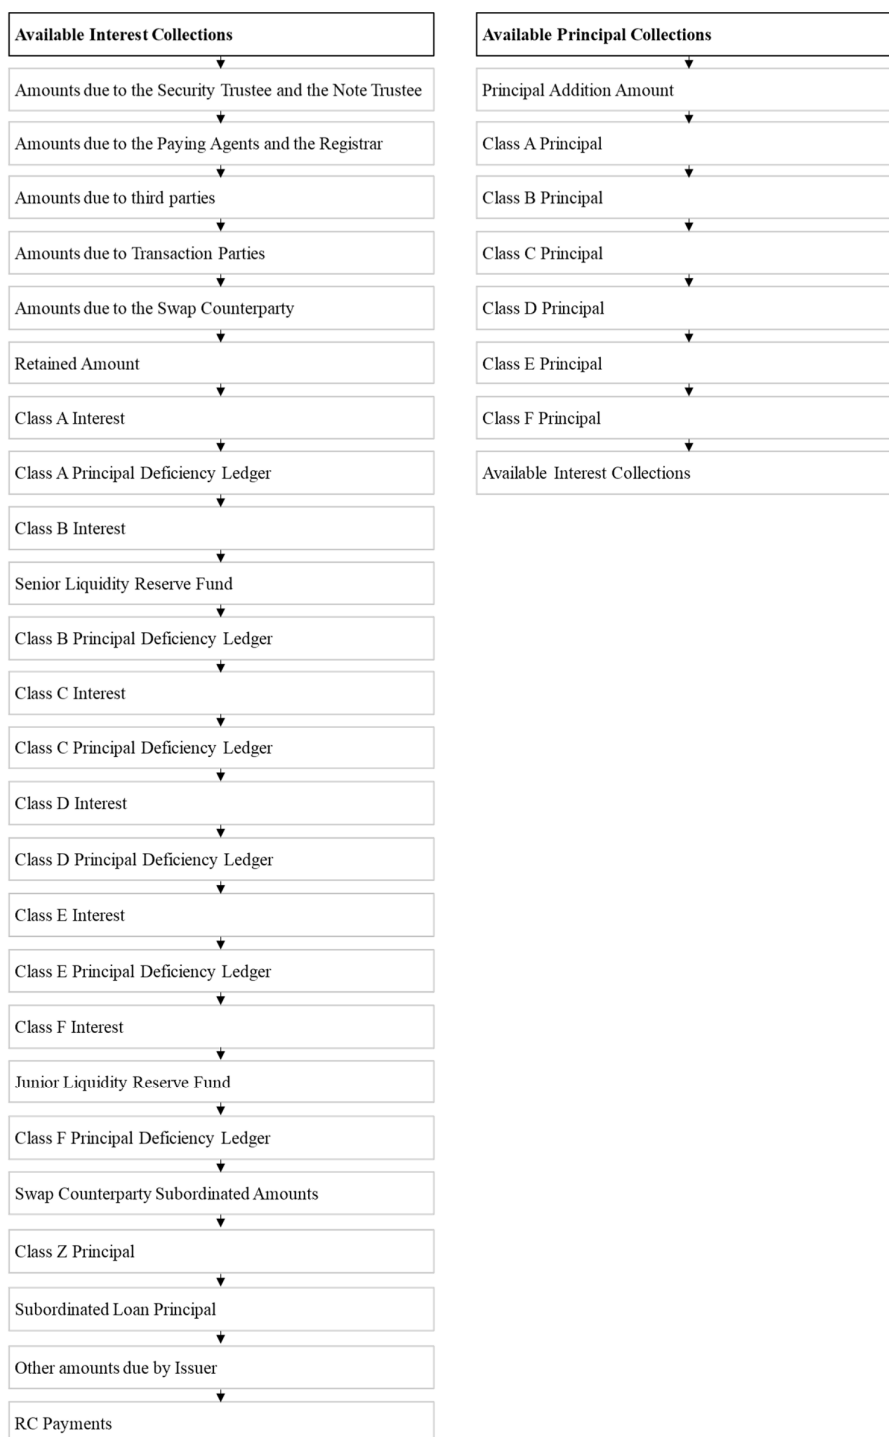 Available Interest Collections
Amounts due to the Security Trustee and the Note Trustee
Amounts due to the Paying Agents and the Registrar
Amounts due to third parties
Amounts due to Transaction Parties
Amounts due to the Swap Counterparty
Retained Amount
Class A Interest
Class A Principal Deficiency Ledger
Class B Interest
Senior Liquidity Reserve Fund
Class B Principal Deficiency Ledger
Class C Interest
Class C Principal Deficiency Ledger
Class D Interest
Class D Principal Deficiency Ledger
Class E Interest
Class E Principal Deficiency Ledger
Class F Interest
Junior Liquidity Reserve Fund
Class F Principal Deficiency Ledger
Swap Counterparty Subordinated Amounts
Class Z Principal
Subordinated Loan Principal
Other amounts due by Issuer
RC Payments
Available Principal Collections
Principal Addition Amount
Class A Principal
Class B Principal
Class C Principal
Class D Principal
Class E Principal
Class F Principal
Available Interest Collections